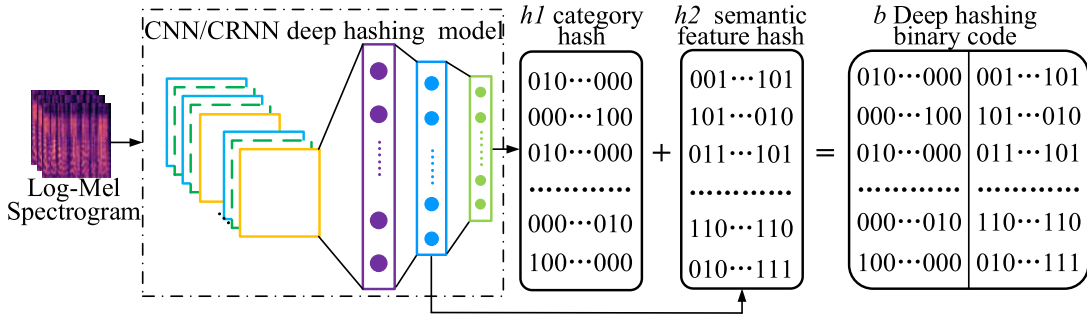 CNN/CRNN deep hashing model
Log-Mel
Spectrogram
h1 category
hash
010···000
000···100
010···000
··············
000···010
100···000
+
h2 semantic
feature hash
001···101
101···010
011···101
··············
110···110
010···111
=
b Deep hashing
binary code
010···000 001···101
000···100 101···010
010···000 011···101
·············· ··············
000···010 110···110
100···000 010···111